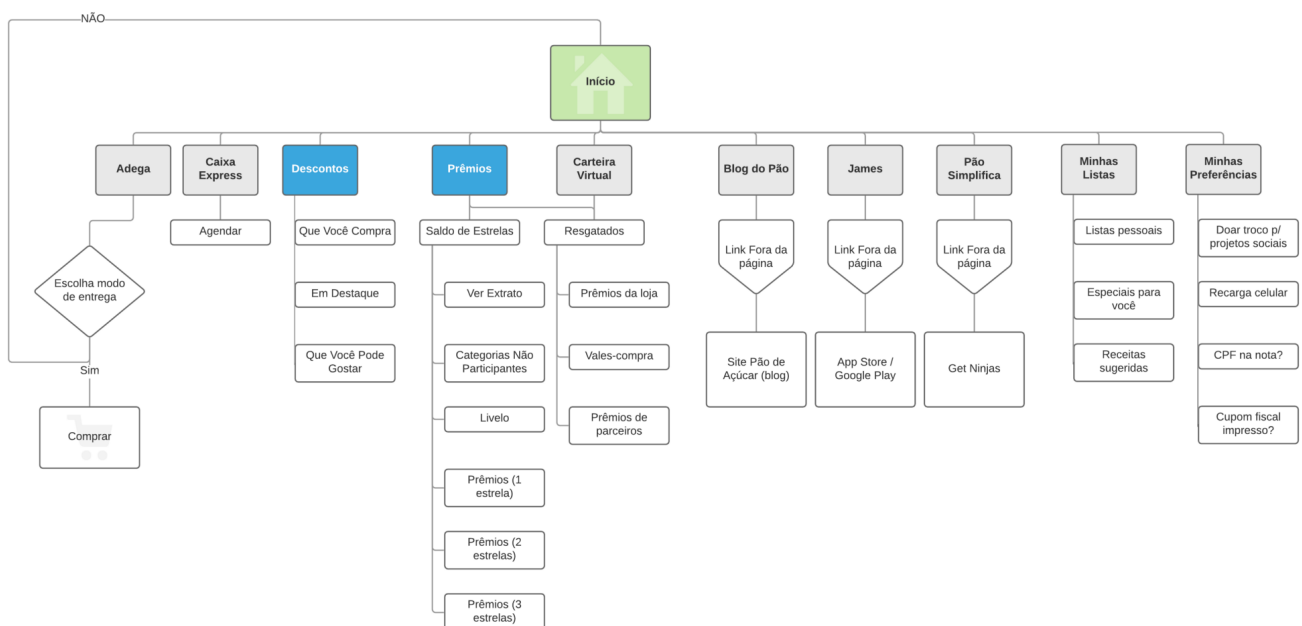 NÃO
Início
Adega
Caixa
Express
Descontos
Prêmios
Carteira
Virtual
Blog do Pão
James
Pão
Simplifica
Minhas
Listas
Minhas
Preferências
Escolha modo
de entrega
Sim
Comprar
Agendar
Que Você Compra
Em Destaque
Que Você Pode
Gostar
Saldo de Estrelas
Ver Extrato
Categorias Não
Participantes
Livelo
Prêmios (1
estrela)
Prêmios (2
estrelas)
Prêmios (3
estrelas)
Resgatados
Prêmios da loja
Vales-compra
Prêmios de
parceiros
Link Fora da
página
Site Pão de
Açúcar (blog)
Link Fora da
página
App Store /
Google Play
Link Fora da
página
Get Ninjas
Listas pessoais
Especiais para
você
Receitas
sugeridas
Doar troco p/
projetos sociais
Recarga celular
CPF na nota?
Cupom fiscal
impresso?